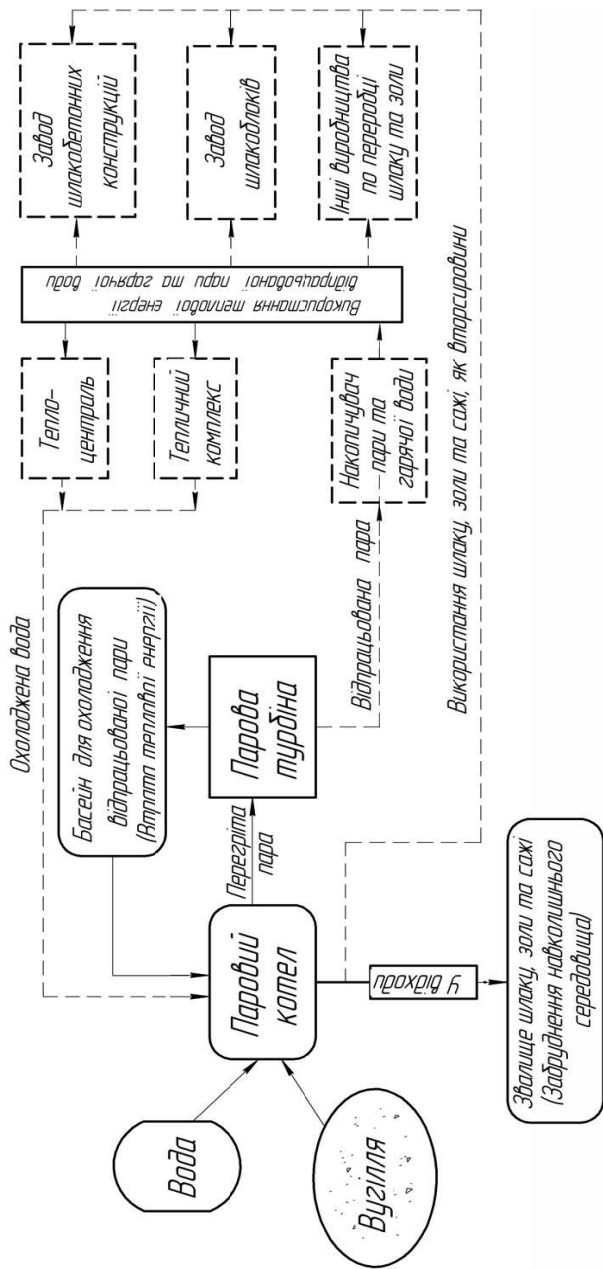 Завод
шлакобетонних
конструкцій
Завод
шлакоблоків
Інші виробництва
по переробці
шлаку та золи
Використання теплової енергії
відпрацьованої пари та гарячої води
Тепло-
централь
Тепличний
комплекс
Накопичувач
пари та
гарячої води
Охолоджена вода
Басейн для охолодження
відпрацьованої пари
(Втрата теплової енергії)
Парова
турбіна
Відпрацьована пара
Перегріта
пара
Паровий
котел
Вода
Вугілля
У відходи
Звалище шлаку, золи та сажі
(Забруднення навколишнього
середовища)
Використання шлаку, золи та сажі, як вторсировини